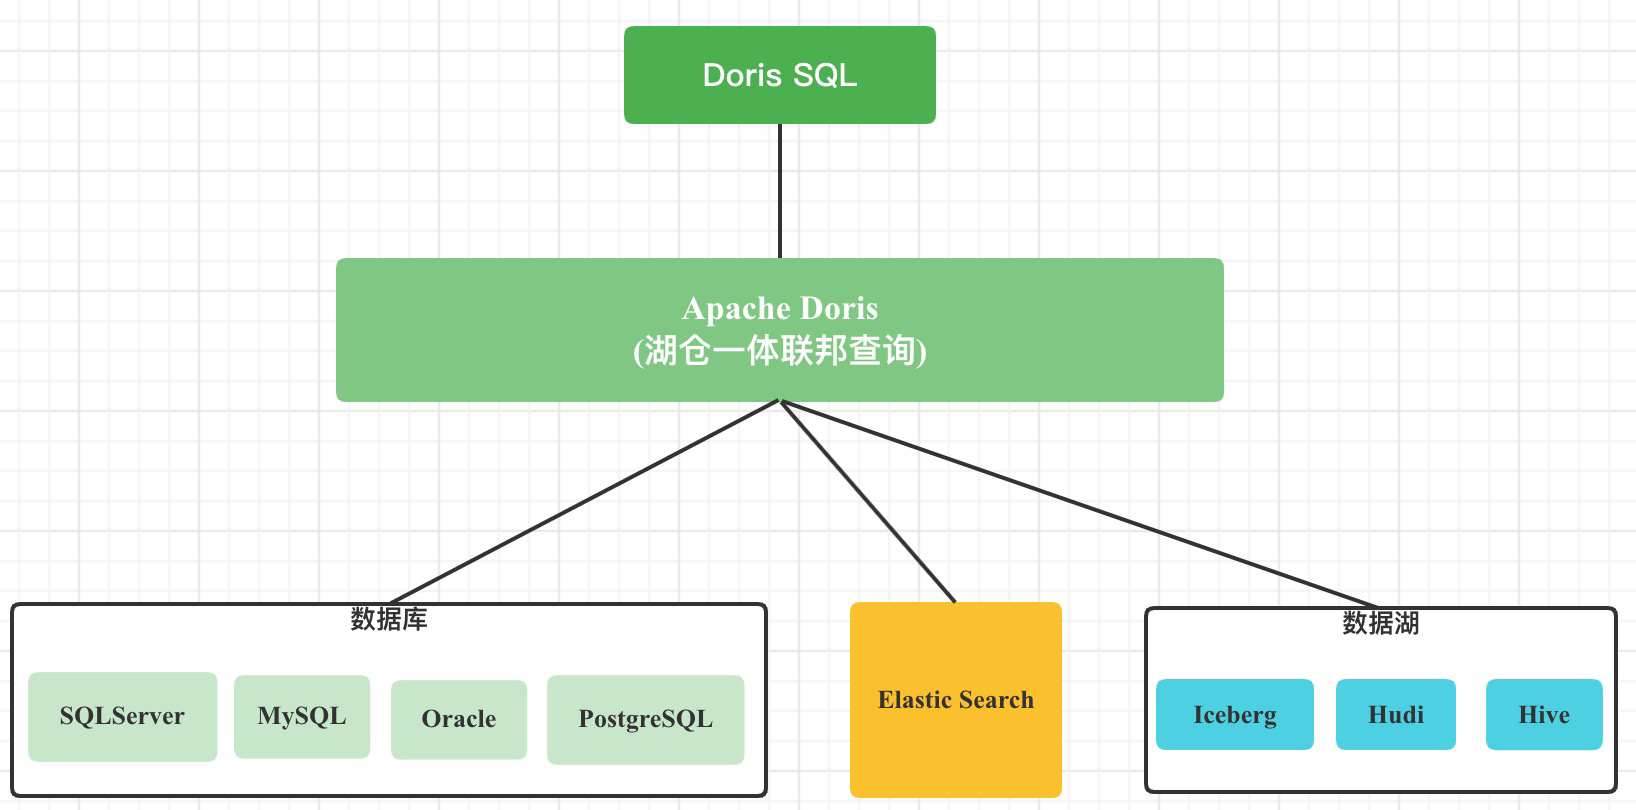 Doris SQL
Apache Doris
(湖仓一体联邦查询)
数据库
SQLServer
MySQL
Oracle
PostgreSQL
Elastic Search
数据湖
Iceberg
Hudi
Hive